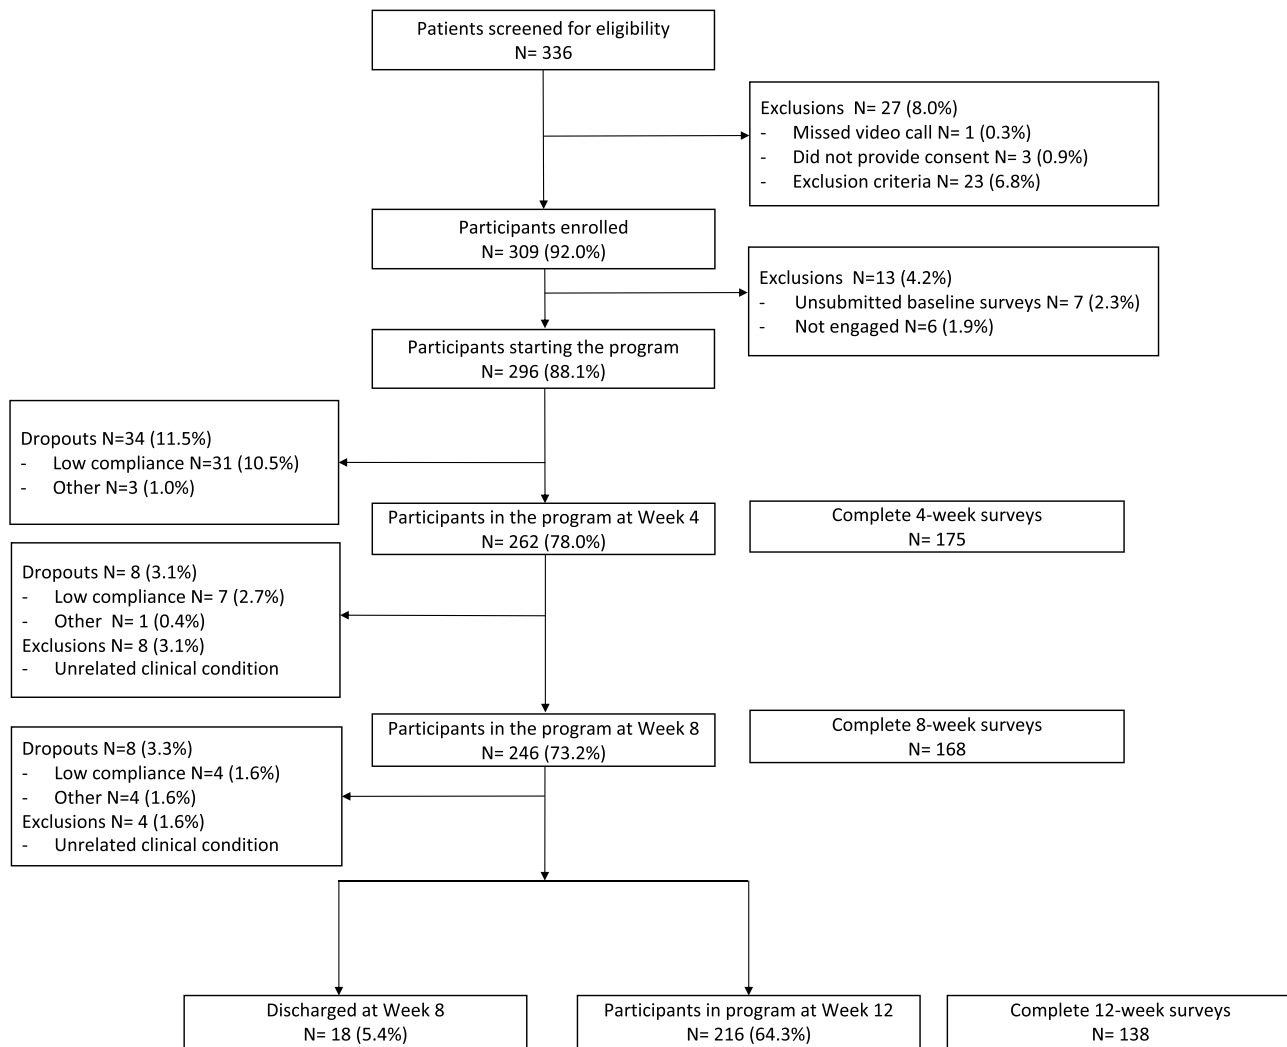 Patients screened for eligibility
N= 336
Exclusions  N= 27 (8.0%)
- Missed video call N= 1 (0.3%)
- Did not provide consent N= 3 (0.9%)
- Exclusion criteria N= 23 (6.8%)
Participants enrolled
N= 309 (92.0%)
Exclusions  N=13 (4.2%)
- Unsubmitted baseline surveys N= 7 (2.3%)
- Not engaged N=6 (1.9%)
Participants starting the program
N= 296 (88.1%)
Dropouts N=34 (11.5%)
- Low compliance N=31 (10.5%)
- Other N=3 (1.0%)
Participants in the program at Week 4
N= 262 (78.0%)
Complete 4-week surveys
N= 175
Dropouts N= 8 (3.1%)
- Low compliance N= 7 (2.7%)
- Other  N= 1 (0.4%)
Exclusions N= 8 (3.1%)
- Unrelated clinical condition
Participants in the program at Week 8
N= 246 (73.2%)
Complete 8-week surveys
N= 168
Dropouts N=8 (3.3%)
- Low compliance N=4 (1.6%)
- Other N=4 (1.6%)
Exclusions N= 4 (1.6%)
- Unrelated clinical condition
Discharged at Week 8
N= 18 (5.4%)
Participants in program at Week 12
N= 216 (64.3%)
Complete 12-week surveys
N= 138